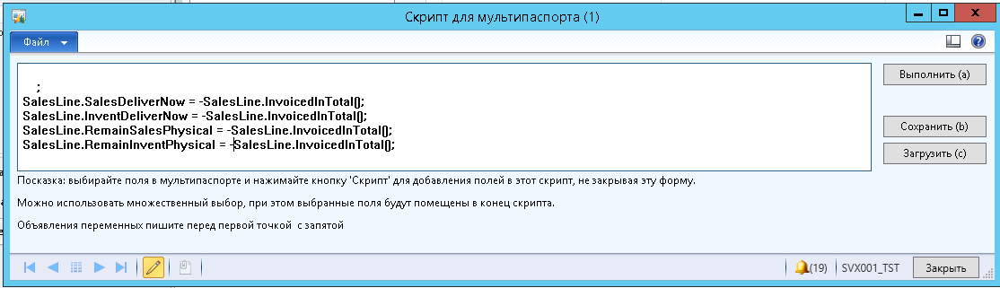 Скрипт для мультипаспорта (1)
Файл
;
SalesLine.SalesDeliverNow = -SalesLine.InvoicedInTotal();
SalesLine.InventDeliverNow = -SalesLine.InvoicedInTotal();
SalesLine.RemainSalesPhysical = -SalesLine.InvoicedInTotal();
SalesLine.RemainInventPhysical = -SalesLine.InvoicedInTotal();
Выполнить (a)
Сохранить (b)
Загрузить (c)
Посказка: выбирайте поля в мультипаспорте и нажимайте кнопку 'Скрипт' для добавления полей в этот скрипт, не закрывая эту форму.
Можно использовать множественный выбор, при этом выбранные поля будут помещены в конец скрипта.
Объявления переменных пишите перед первой точкой с запятой
(19)
SVX001_TST
Закрыть